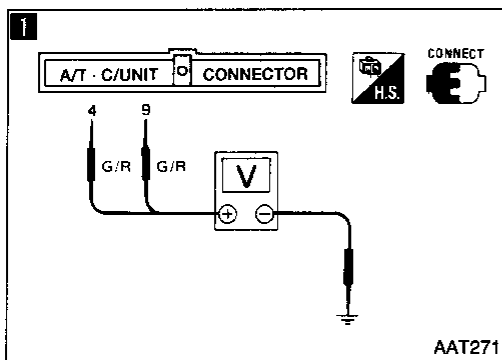 1
A/T · C/UNIT CONNECTOR
H.S.
CONNECT
4 9
G/R G/R
V
+ −
AAT271